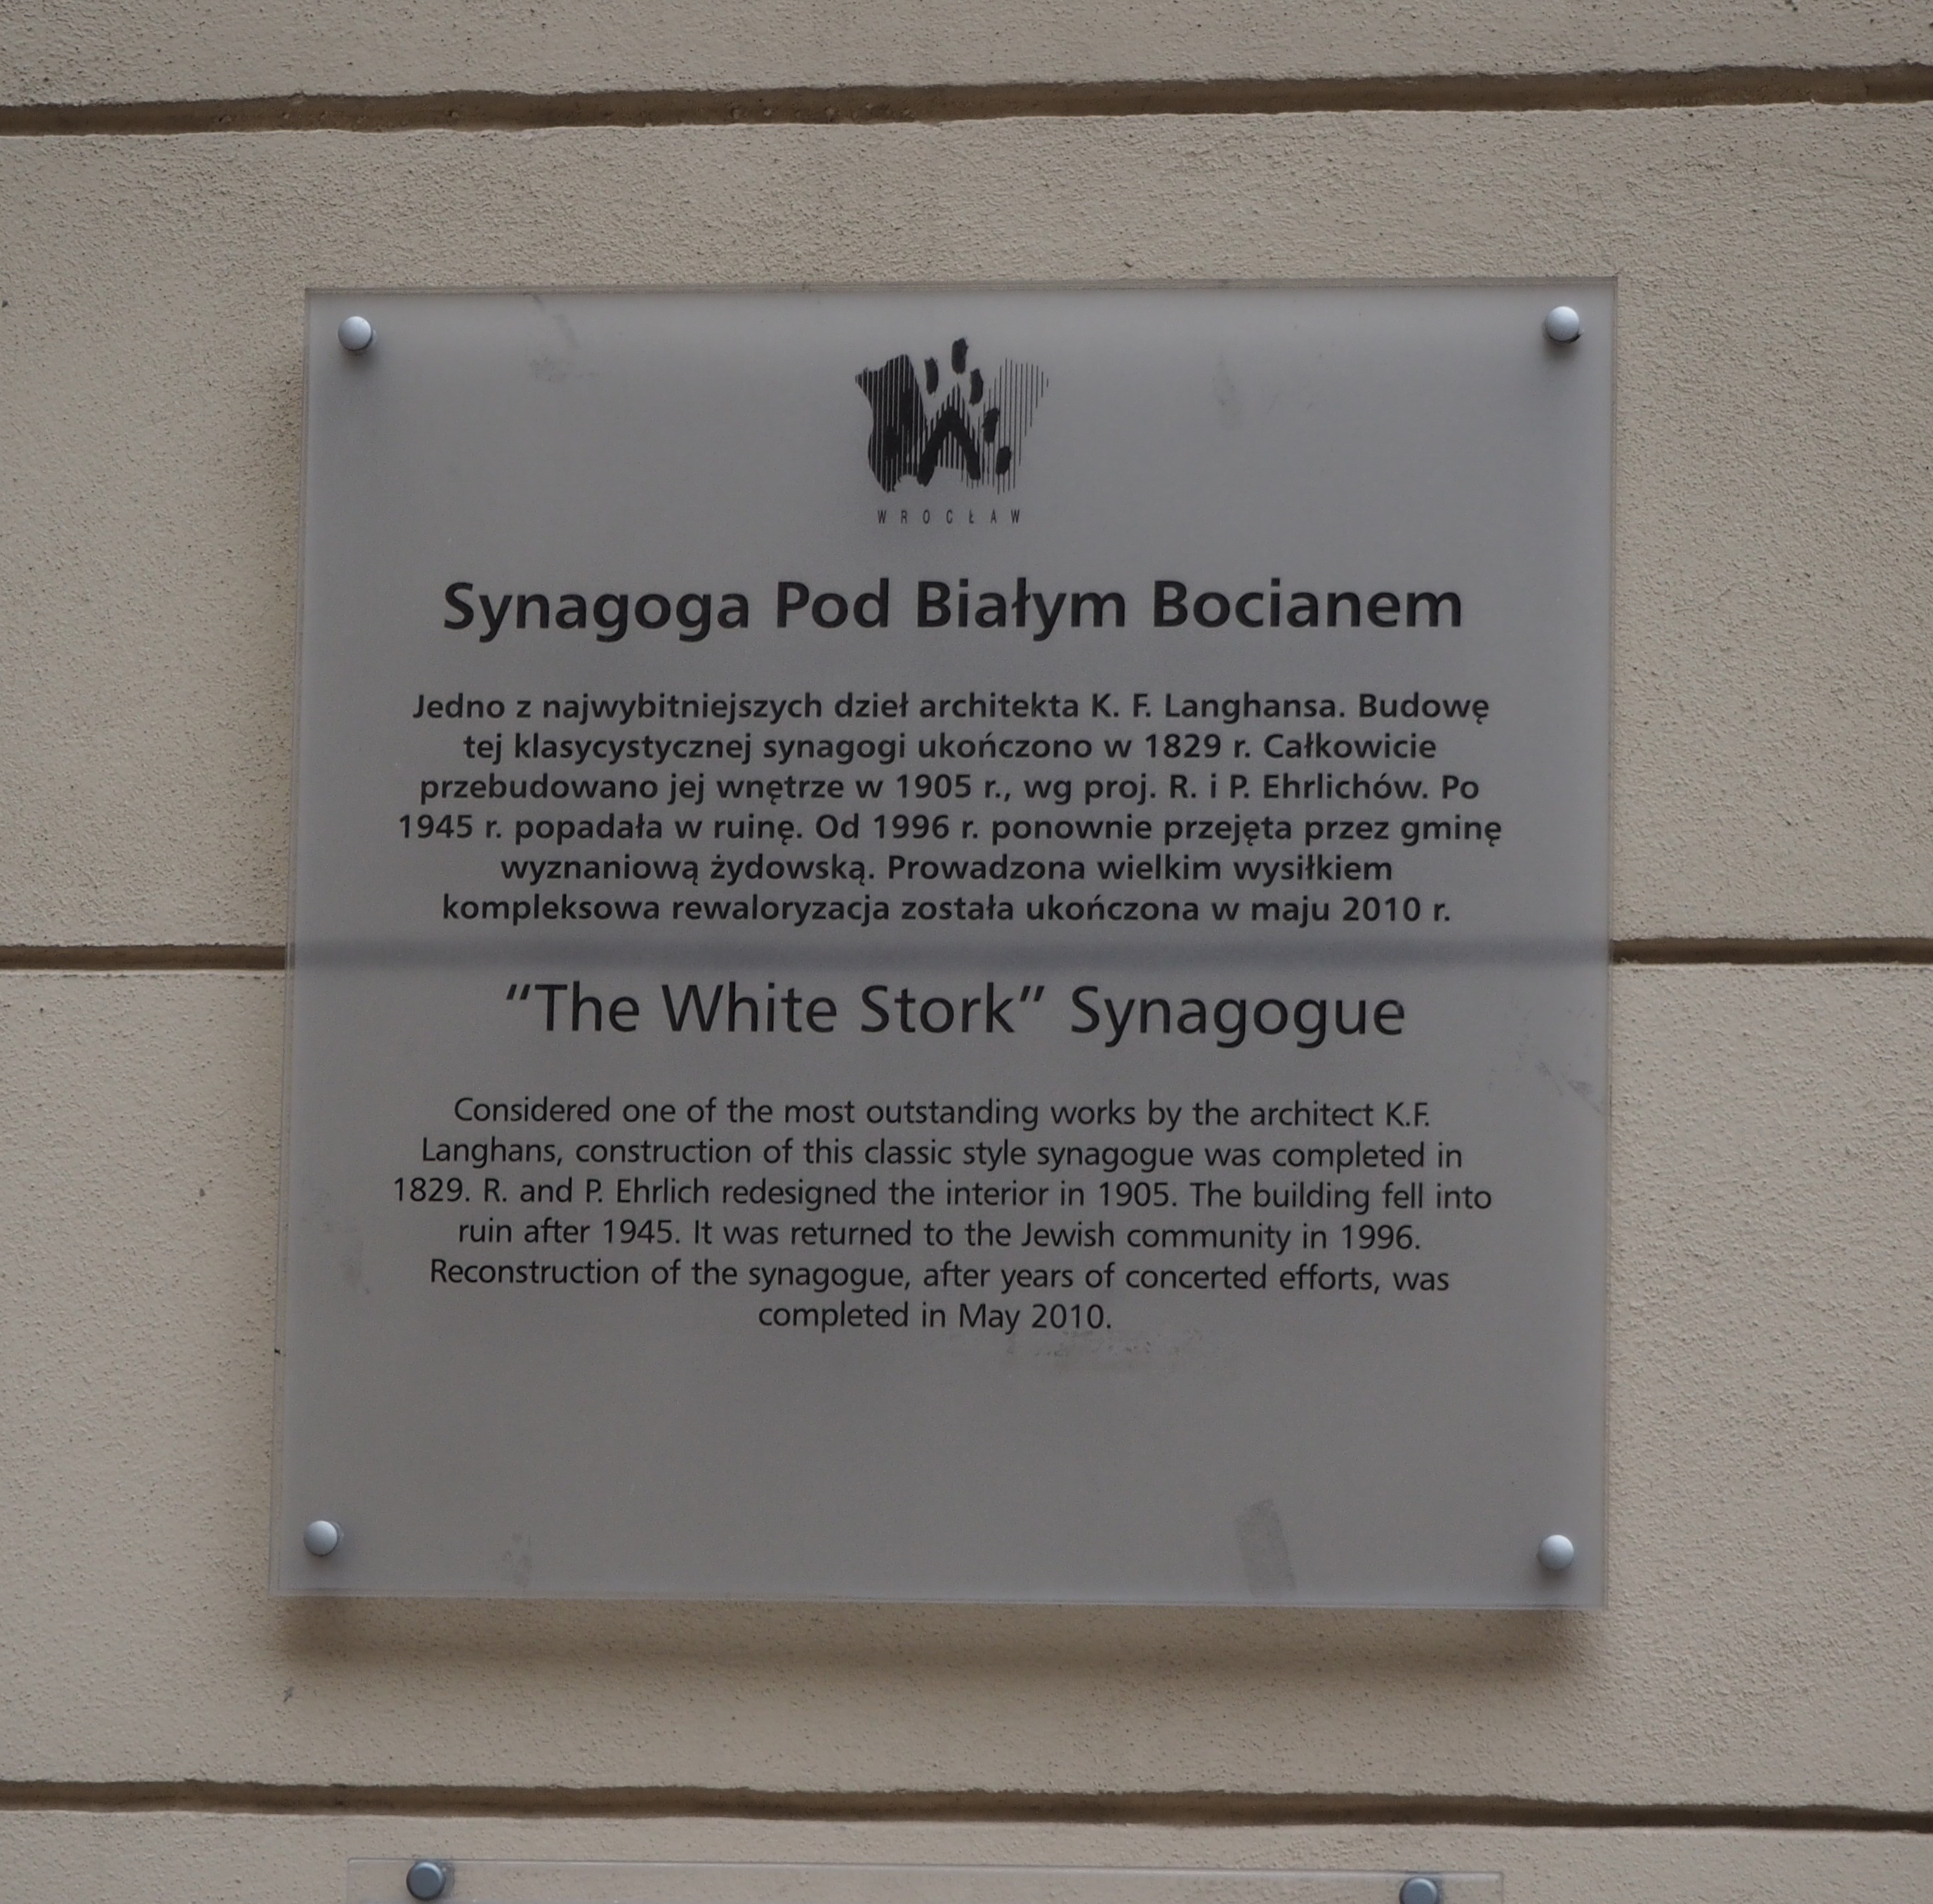 WROCŁAW
Synagoga Pod Białym Bocianem
Jedno z najwybitniejszych dzieł architekta K. F. Langhansa. Budowę
tej klasycystycznej synagogi ukończono w 1829 r. Całkowicie
przebudowano jej wnętrze w 1905 r., wg proj. R. i P. Ehrlichów. Po
1945 r. popadała w ruinę. Od 1996 r. ponownie przejęta przez gminę
wyznaniową żydowską. Prowadzona wielkim wysiłkiem
kompleksowa rewaloryzacja została ukończona w maju 2010 r.
“The White Stork” Synagogue
Considered one of the most outstanding works by the architect K.F.
Langhans, construction of this classic style synagogue was completed in
1829. R. and P. Ehrlich redesigned the interior in 1905. The building fell into
ruin after 1945. It was returned to the Jewish community in 1996.
Reconstruction of the synagogue, after years of concerted efforts, was
completed in May 2010.